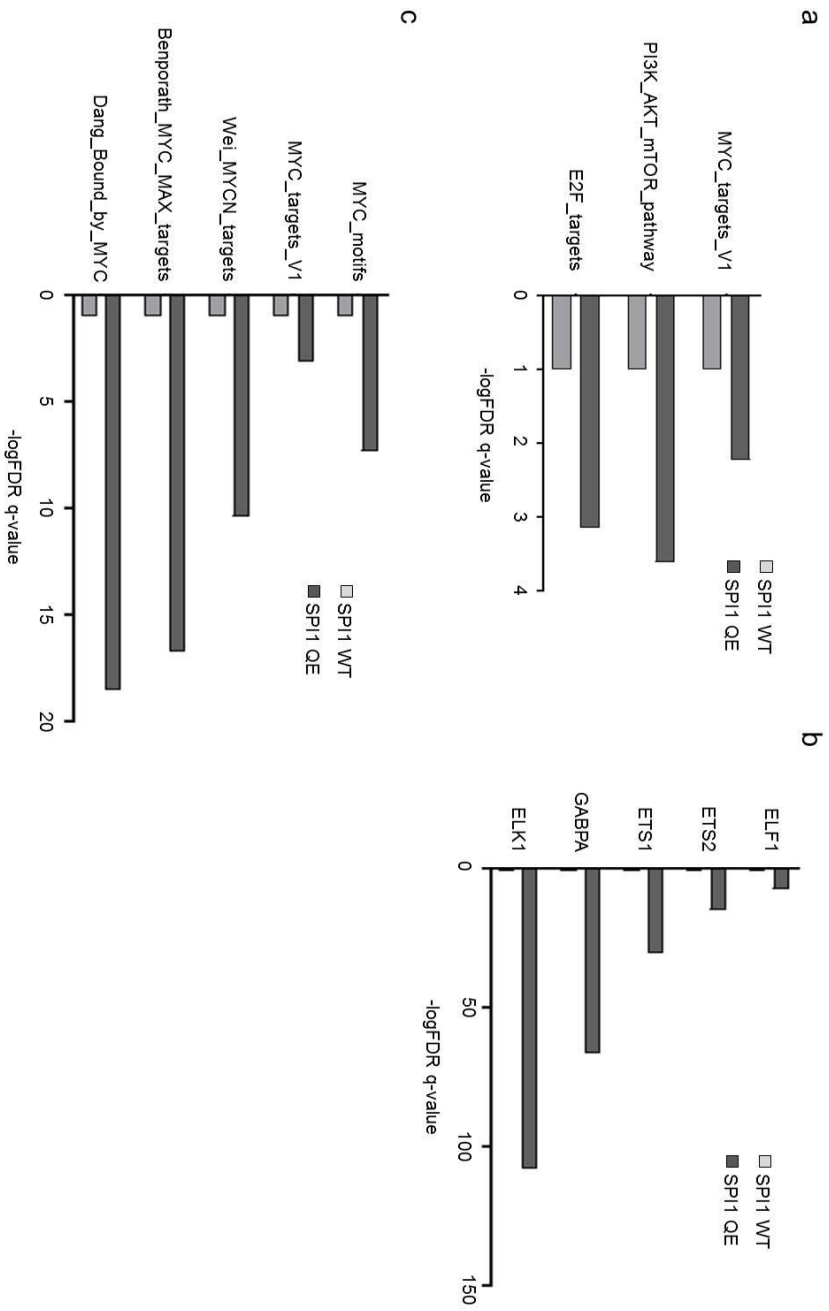 a
MYC_targets_V1
PI3K_AKT_mTOR_pathway
E2F_targets
0
1
2
3
4
-logFDR q-value
SPI1 WT
SPI1 QE
b
ELF1
ETS2
ETS1
GABPA
ELK1
0
50
100
150
-logFDR q-value
SPI1 WT
SPI1 QE
c
MYC_motifs
MYC_targets_V1
Wei_MYCN_targets
Benporath_MYC_MAX_targets
Dang_Bound_by_MYC
0
5
10
15
20
-logFDR q-value
SPI1 WT
SPI1 QE